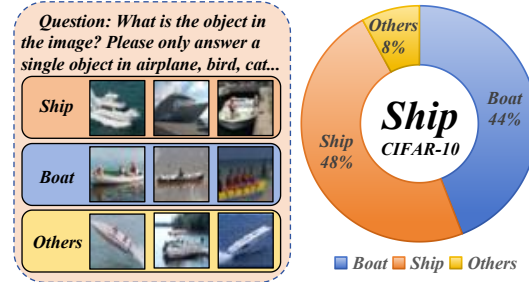 Question: What is the object in
the image? Please only answer a
single object in airplane, bird, cat...
Ship
Boat
Others
Others
8%
Boat
44%
Ship
48%
Ship
CIFAR-10
Boat Ship Others